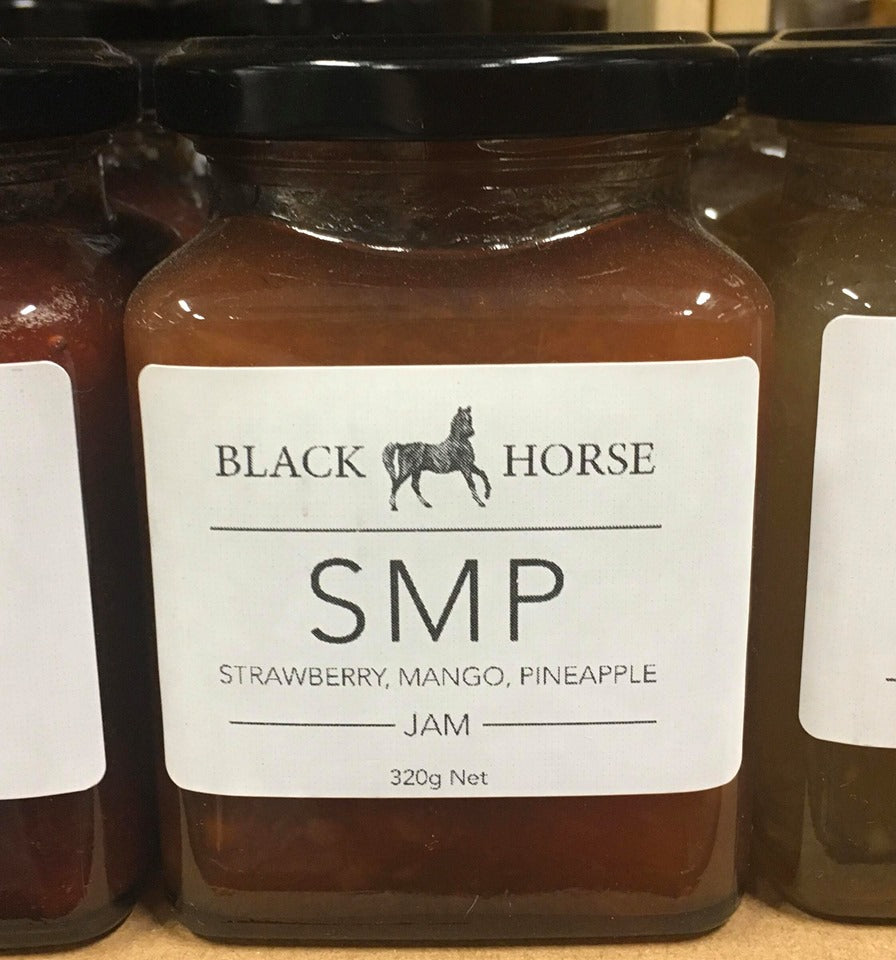 BLACK HORSE
SMP
STRAWBERRY, MANGO, PINEAPPLE
JAM
320g Net